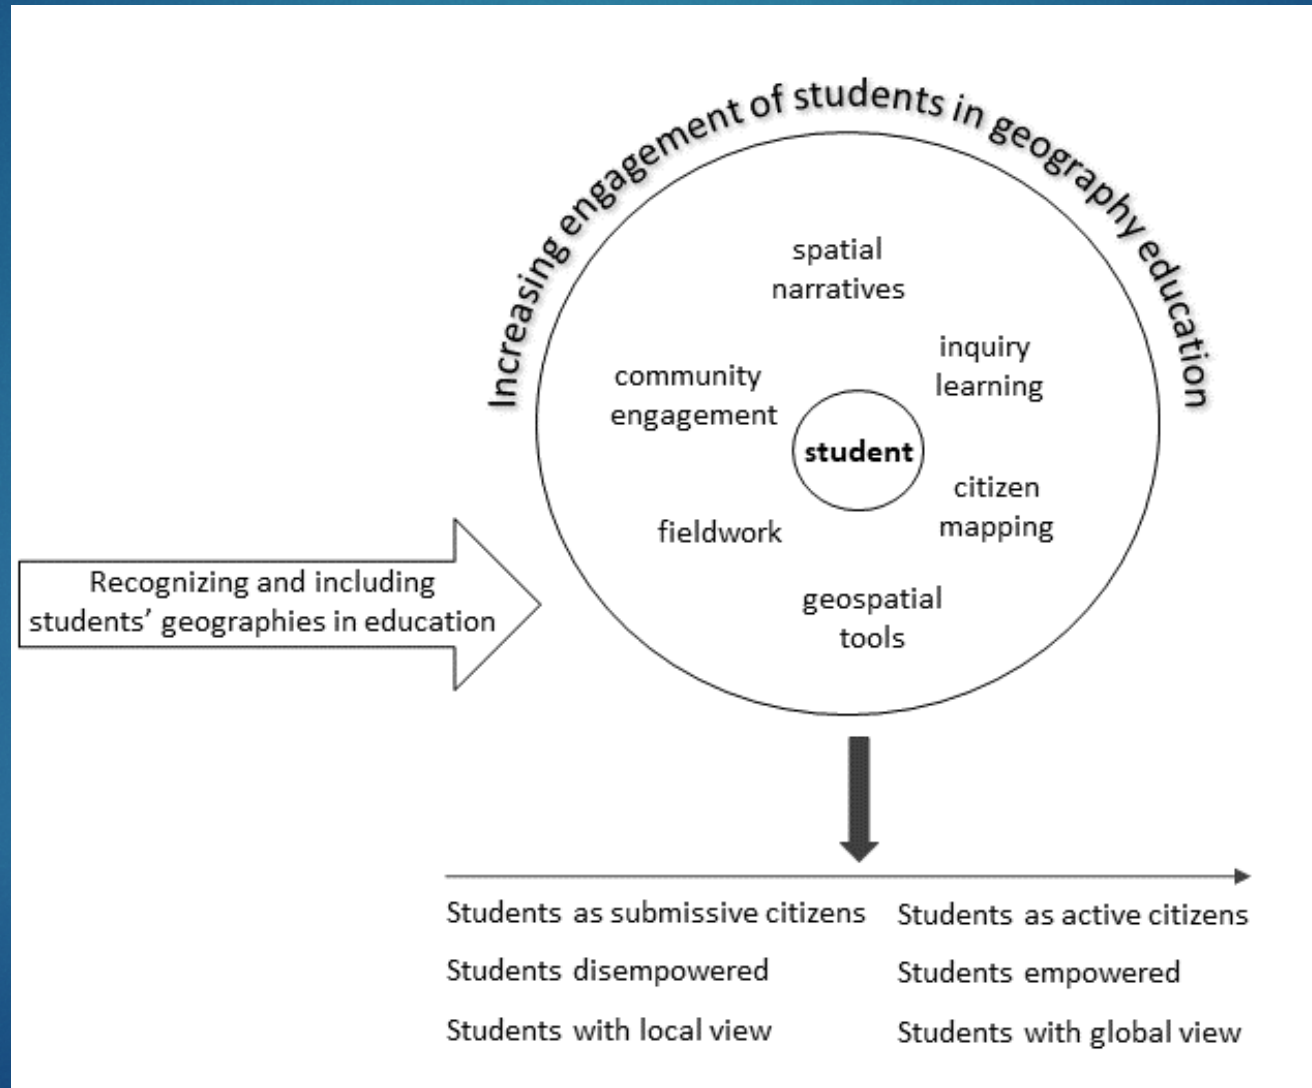 Increasing engagement of students in geography education
spatial
narratives
inquiry
learning
community
engagement
student
citizen
mapping
fieldwork
geospatial
tools
Recognizing and including
students’ geographies in education
Students as submissive citizens
Students as active citizens
Students disempowered
Students empowered
Students with local view
Students with global view